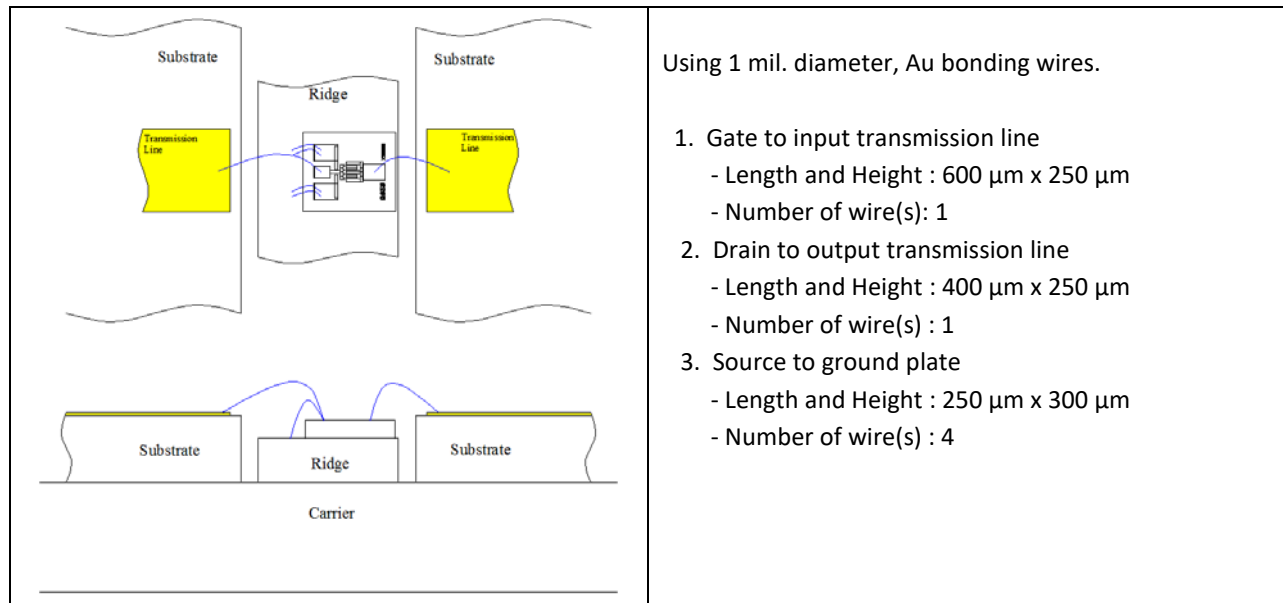 Substrate
Substrate
Ridge
Transmission
Line
Transmission
Line
Substrate
Ridge
Substrate
Carrier
Using 1 mil. diameter, Au bonding wires.
1. Gate to input transmission line
- Length and Height : 600 µm x 250 µm
- Number of wire(s): 1
2. Drain to output transmission line
- Length and Height : 400 µm x 250 µm
- Number of wire(s) : 1
3. Source to ground plate
- Length and Height : 250 µm x 300 µm
- Number of wire(s) : 4